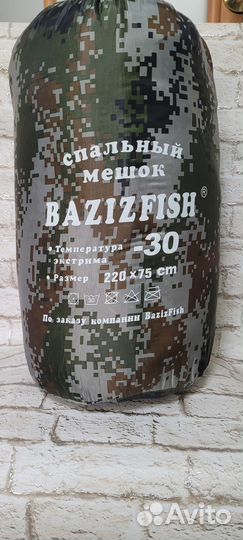 спальный
мешок
BAZIZFISH®
• Температура экстрима -30°
• Размер 220×75 cm
По заказу компании BazizFish
Avito